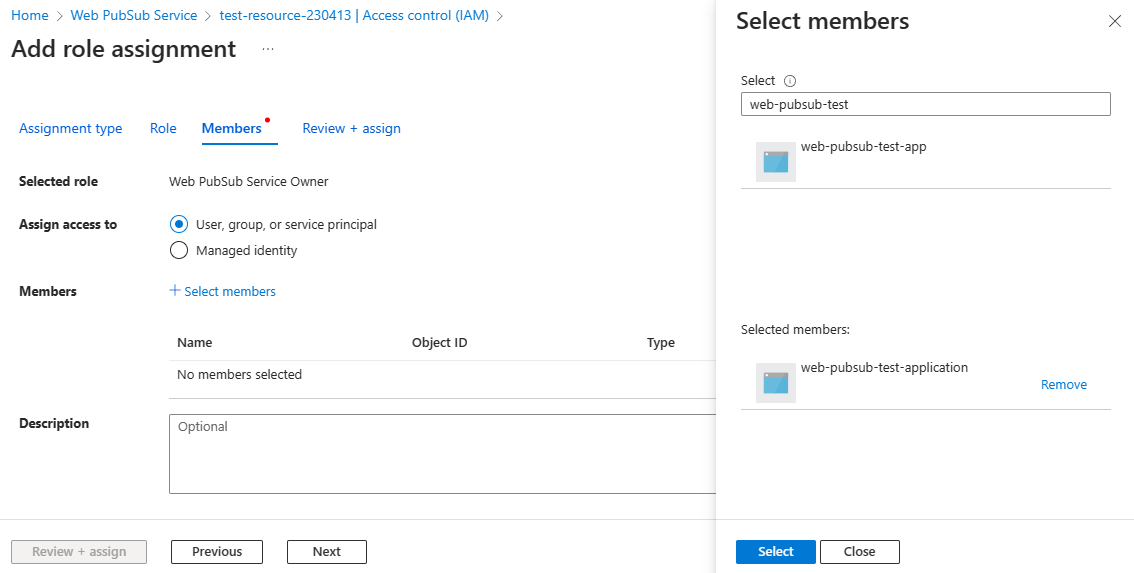 Home > Web PubSub Service > test-resource-230413 | Access control (IAM) >
Add role assignment ...
Assignment type Role Members Review + assign
Selected role Web PubSub Service Owner
Assign access to User, group, or service principal
Managed identity
Members + Select members
Name Object ID Type
No members selected
Description Optional
Review + assign Previous Next
Select members
Select
web-pubsub-test
web-pubsub-test-app
Selected members:
web-pubsub-test-application
Remove
Select Close